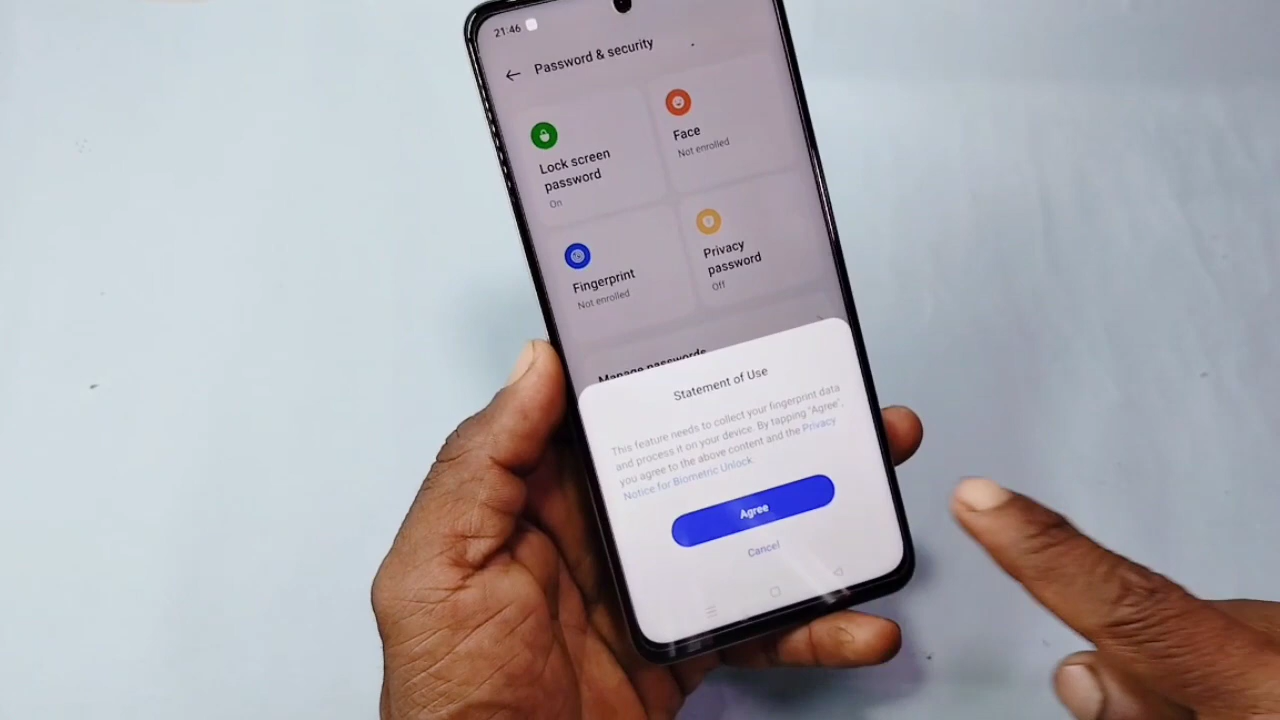 21:46
Password & security
Lock screen
password
On
Face
Not enrolled
Fingerprint
Not enrolled
Privacy
password
Off
Manage passwords
Statement of Use
This feature needs to collect your fingerprint data
and process it on your device. By tapping "Agree",
you agree to the above content and the Privacy
Notice for Biometric Unlock.
Agree
Cancel